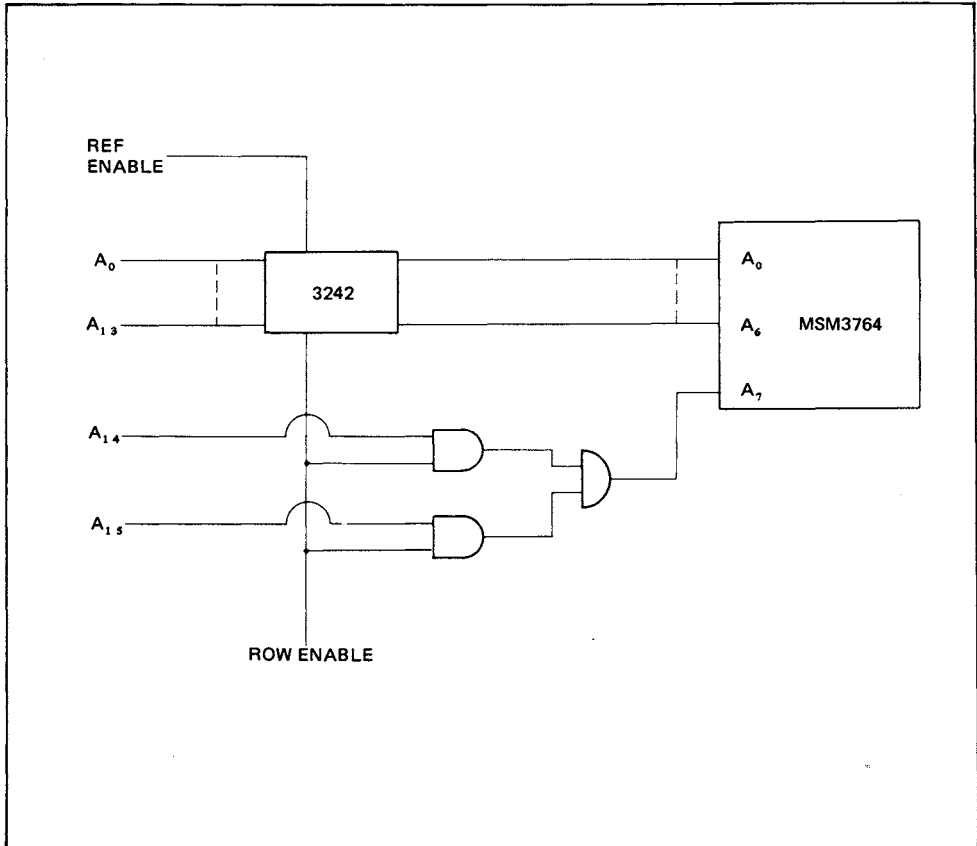 REF
ENABLE
A₀
A₁₃
3242
A₀
A₆
MSM3764
A₇
A₁₄
A₁₅
ROW ENABLE